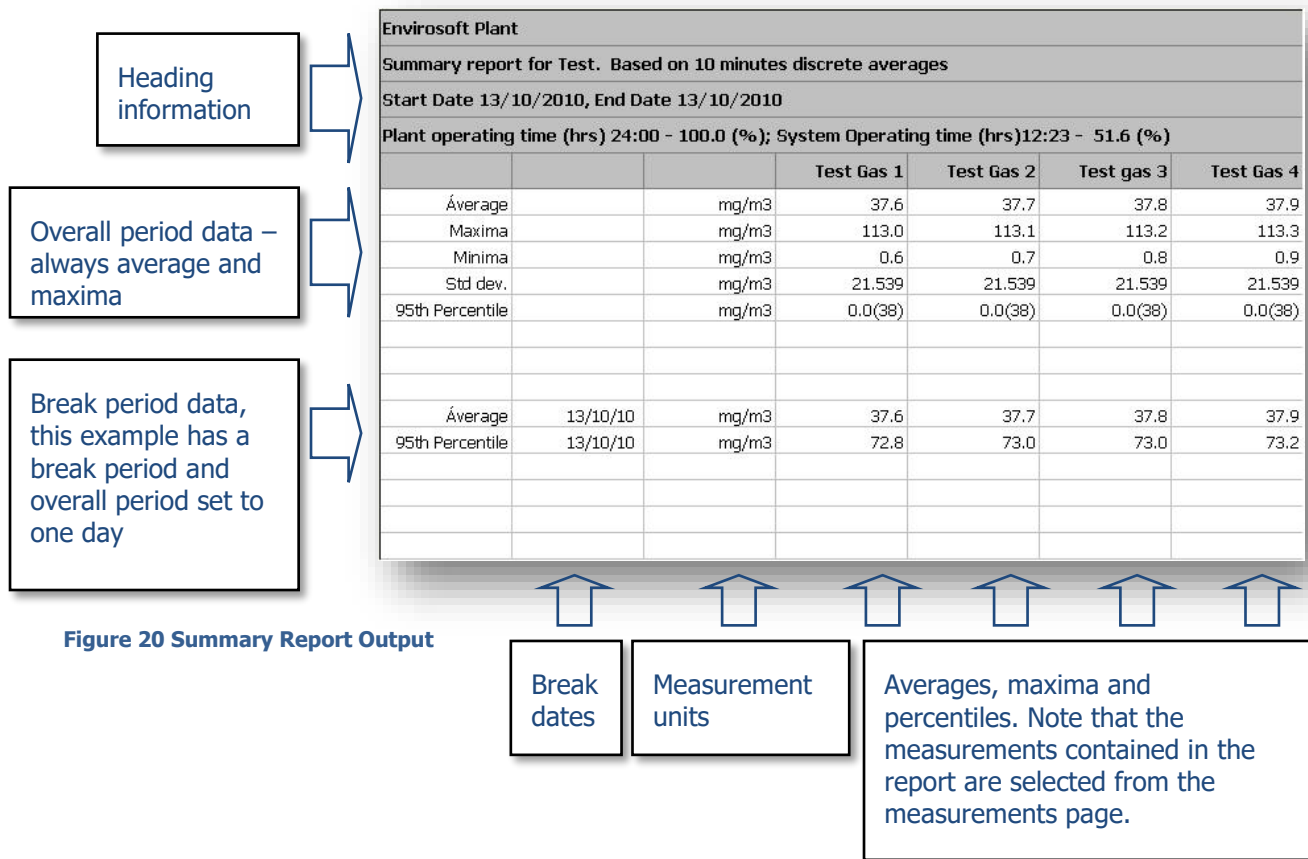 Heading
information
Overall period data –
always average and
maxima
Break period data,
this example has a
break period and
overall period set to
one day
Envirosoft Plant
Summary report for Test.  Based on 10 minutes discrete averages
Start Date 13/10/2010, End Date 13/10/2010
Plant operating time (hrs) 24:00 - 100.0 (%); System Operating time (hrs)12:23 -  51.6 (%)
Test Gas 1 Test Gas 2 Test gas 3 Test Gas 4
Áverage mg/m3 37.6 37.7 37.8 37.9
Maxima mg/m3 113.0 113.1 113.2 113.3
Minima mg/m3 0.6 0.7 0.8 0.9
Std dev. mg/m3 21.539 21.539 21.539 21.539
95th Percentile mg/m3 0.0(38) 0.0(38) 0.0(38) 0.0(38)
Áverage 13/10/10 mg/m3 37.6 37.7 37.8 37.9
95th Percentile 13/10/10 mg/m3 72.8 73.0 73.0 73.2
Figure 20 Summary Report Output
Break
dates
Measurement
units
Averages, maxima and
percentiles. Note that the
measurements contained in the
report are selected from the
measurements page.